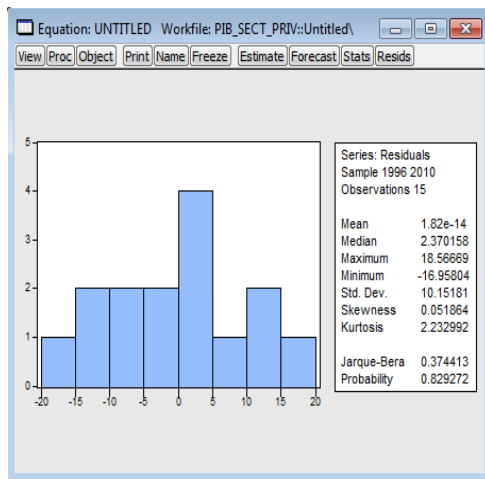 Equation: UNTITLED Workfile: PIB_SECT_PRIV::Untitled\
View Proc Object Print Name Freeze Estimate Forecast Stats Resids
5
4
3
2
1
0
-20 -15 -10 -5 0 5 10 15 20
Series: Residuals
Sample 1996 2010
Observations 15
Mean 1.82e-14
Median 2.370158
Maximum 18.56669
Minimum -16.95804
Std. Dev. 10.15181
Skewness 0.051864
Kurtosis 2.232992
Jarque-Bera 0.374413
Probability 0.829272